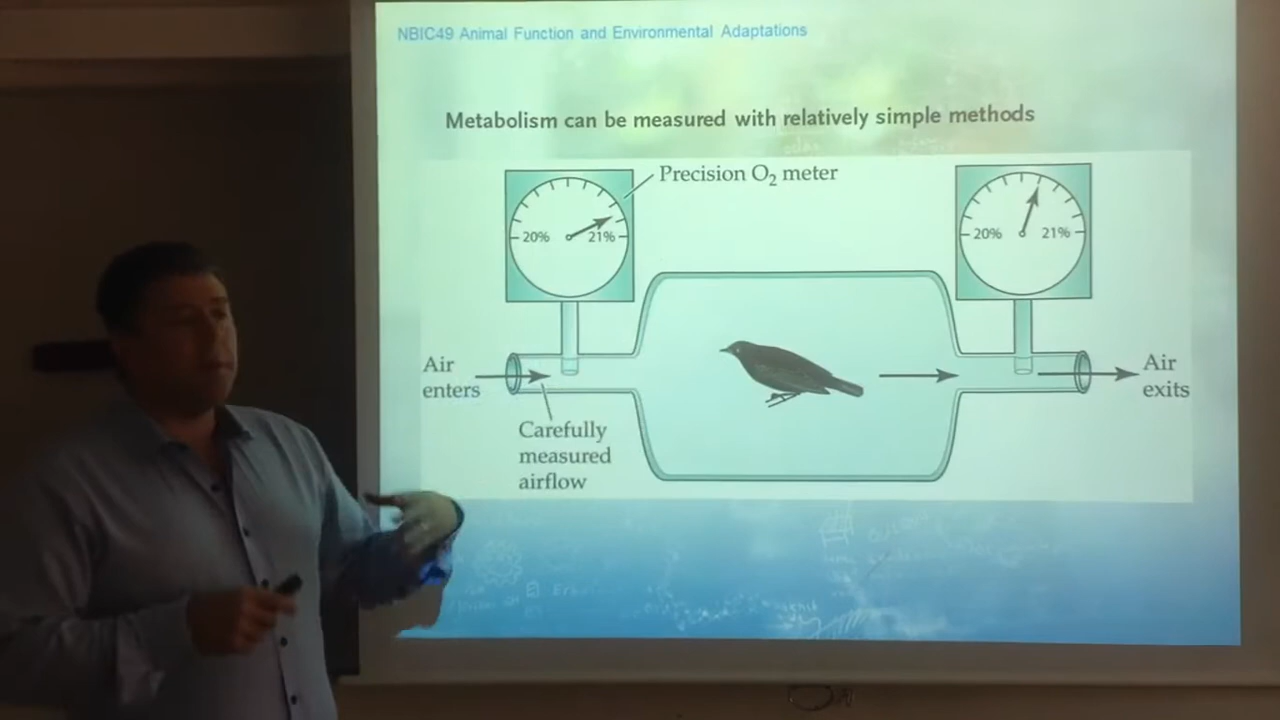 NBIC49 Animal Function and Environmental Adaptations
Metabolism can be measured with relatively simple methods
Precision O₂ meter
20%
21%
20%
21%
Air
enters
Carefully
measured
airflow
Air
exits